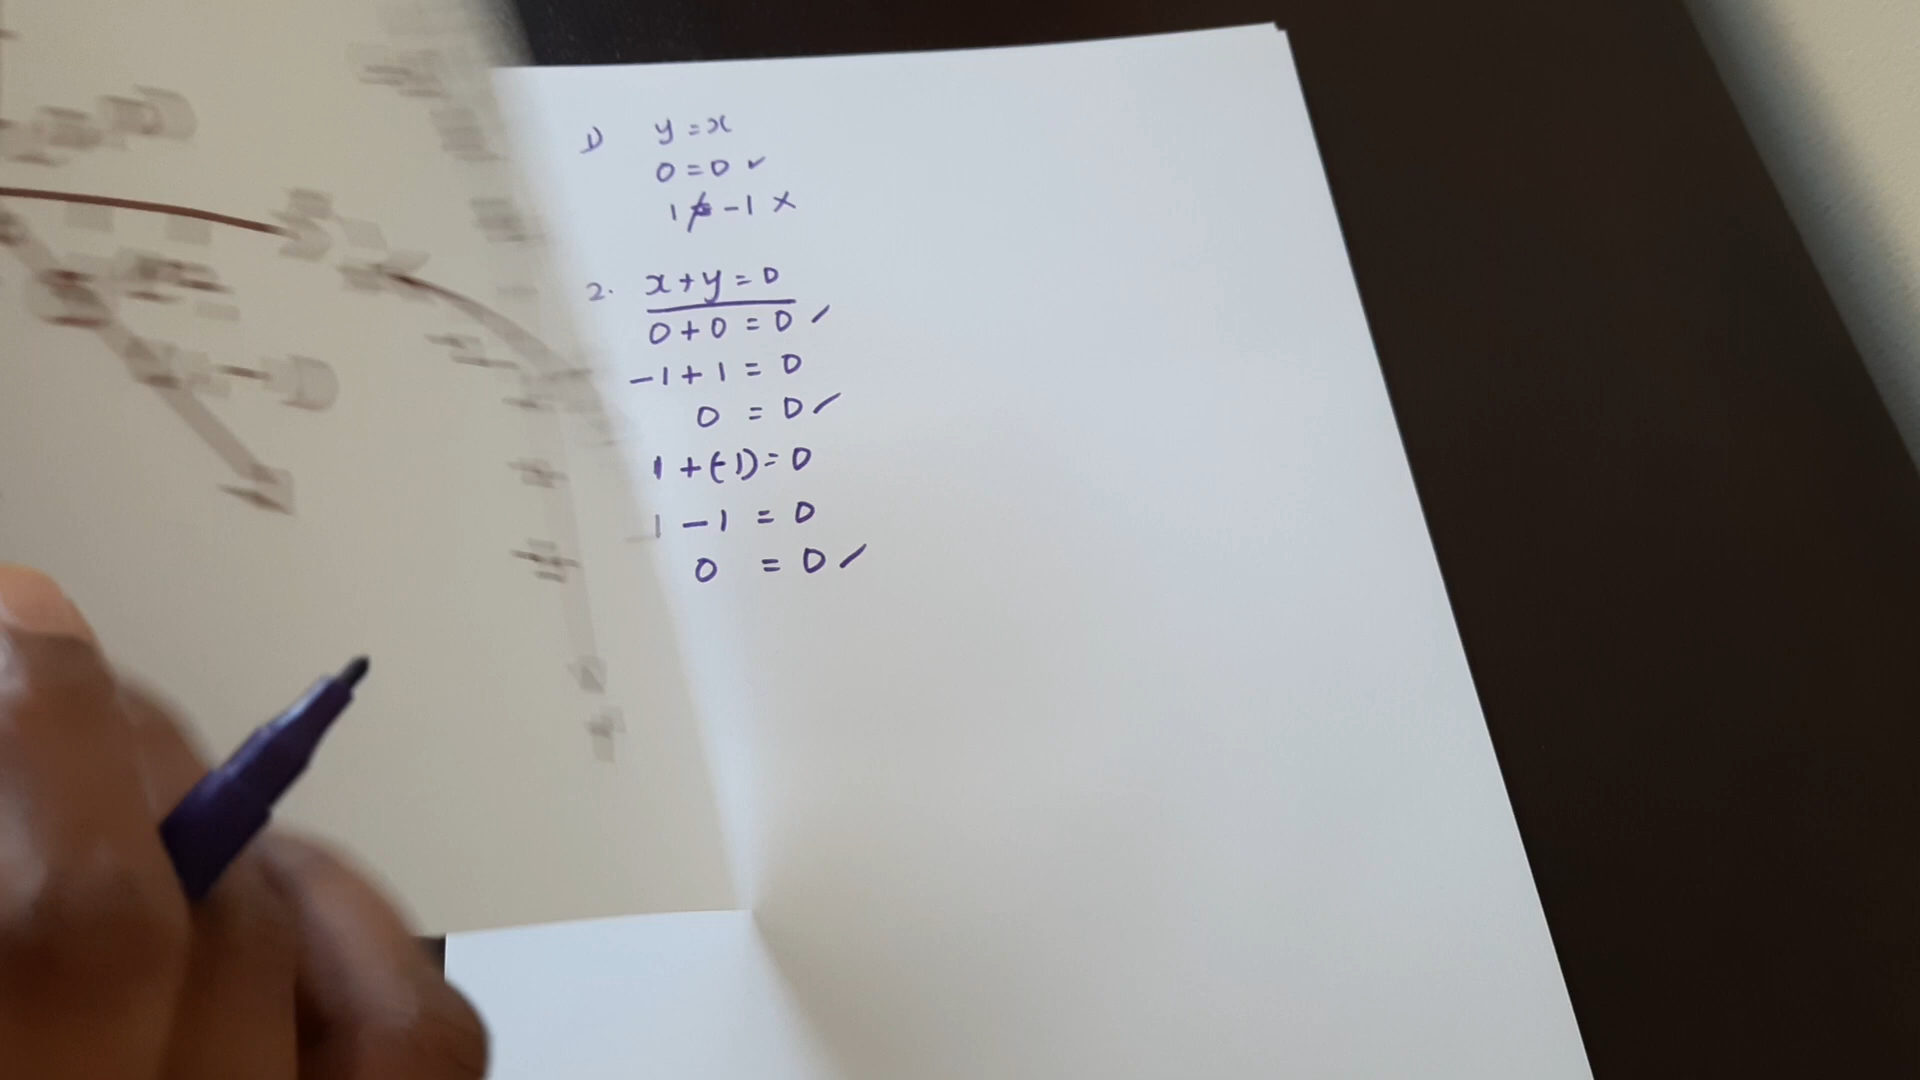 1) y = x
0 = 0 ✓
1 ≠ -1 ×
2. x + y = 0
0 + 0 = 0 ✓
-1 + 1 = 0
0 = 0 ✓
1 + (-1) = 0
1 - 1 = 0
0 = 0 ✓